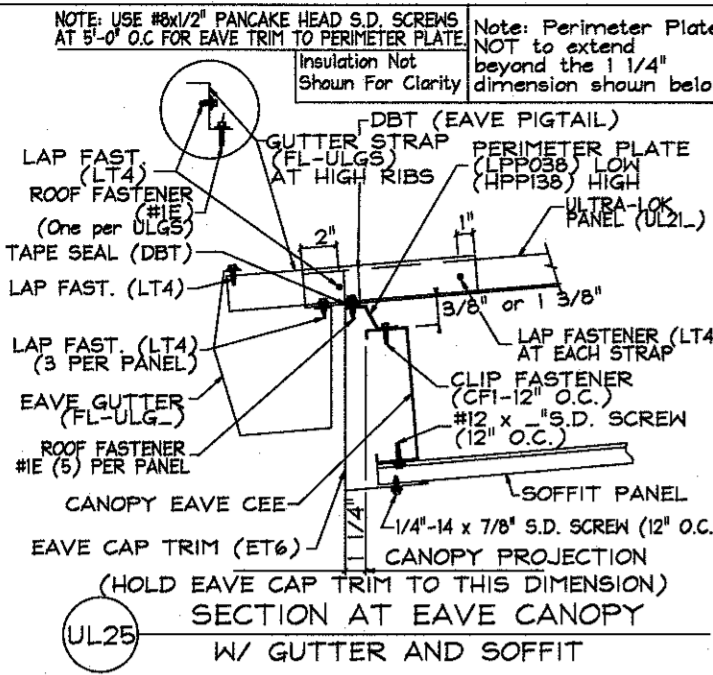 NOTE: USE #8x1/2" PANCAKE HEAD S.D. SCREWS
AT 5'-0" O.C FOR EAVE TRIM TO PERIMETER PLATE.
Insulation Not
Shown For Clarity
Note: Perimeter Plate
NOT to extend
beyond the 1 1/4"
dimension shown belo
DBT (EAVE PIGTAIL)
GUTTER STRAP
(FL-ULGS)
AT HIGH RIBS
PERIMETER PLATE
(LPP038) LOW
(HPP138) HIGH
ULTRA-LOK
PANEL (UL21_)
LAP FAST.
(LT4)
ROOF FASTENER
(#1E)
(One per ULGS)
TAPE SEAL (DBT)
LAP FAST. (LT4)
2"
1"
3/8" or 1 3/8"
LAP FAST. (LT4)
(3 PER PANEL)
LAP FASTENER (LT4
AT EACH STRAP
EAVE GUTTER
(FL-ULG_)
CLIP FASTENER
(CF1-12" O.C.)
#12 x _"S.D. SCREW
(12" O.C.)
ROOF FASTENER
#1E (5) PER PANEL
CANOPY EAVE CEE
SOFFIT PANEL
1/4"-14 x 7/8" S.D. SCREW (12" O.C.
EAVE CAP TRIM (ET6)
1 1/4"
CANOPY PROJECTION
(HOLD EAVE CAP TRIM TO THIS DIMENSION)
UL25
SECTION AT EAVE CANOPY
W/ GUTTER AND SOFFIT